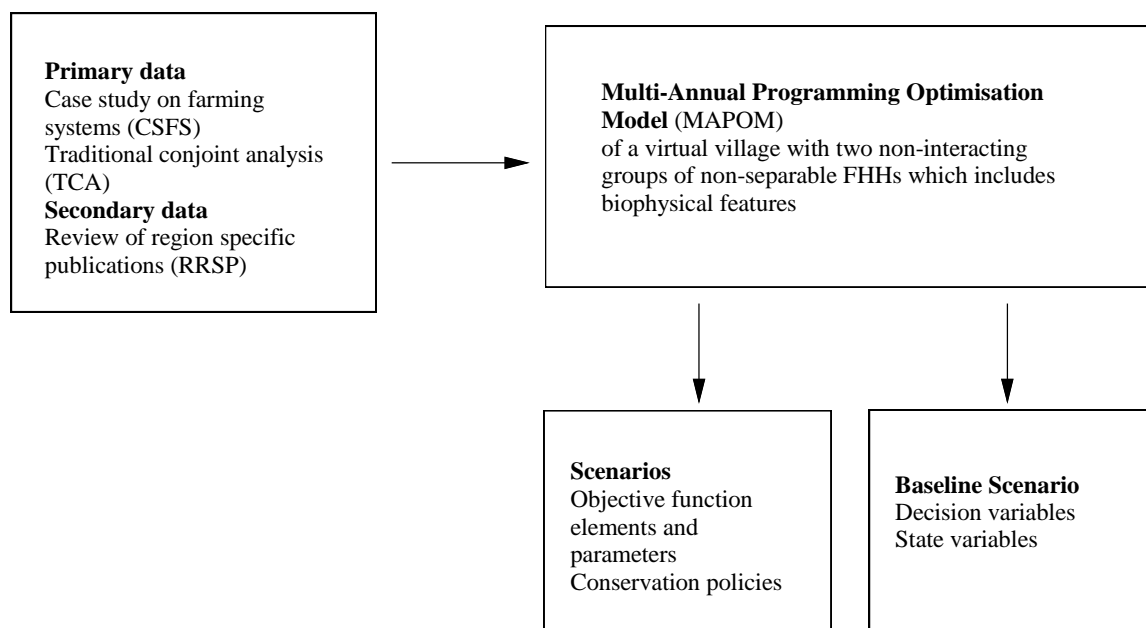 Primary data
Case study on farming
systems (CSFS)
Traditional conjoint analysis
(TCA)
Secondary data
Review of region specific
publications (RRSP)
Multi-Annual Programming Optimisation
Model (MAPOM)
of a virtual village with two non-interacting
groups of non-separable FHHs which includes
biophysical features
Scenarios
Objective function
elements and
parameters
Conservation policies
Baseline Scenario
Decision variables
State variables